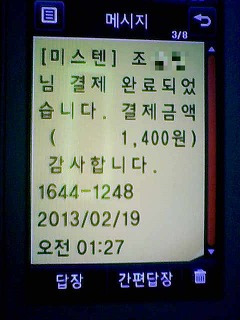 메시지
3/8
[미스텐] 조
님 결제 완료되었
습니다. 결제금액
( 1,400원)
감사합니다.
1644-1248
2013/02/19
오전 01:27
답장 간편답장